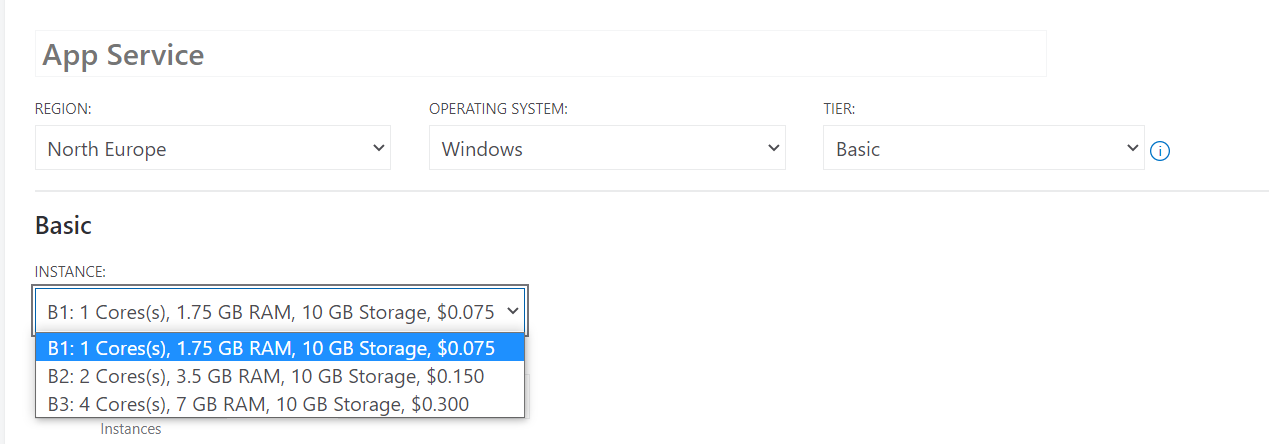 App Service
REGION: OPERATING SYSTEM: TIER:
North Europe Windows Basic
Basic
INSTANCE:
B1: 1 Cores(s), 1.75 GB RAM, 10 GB Storage, $0.075
B1: 1 Cores(s), 1.75 GB RAM, 10 GB Storage, $0.075
B2: 2 Cores(s), 3.5 GB RAM, 10 GB Storage, $0.150
B3: 4 Cores(s), 7 GB RAM, 10 GB Storage, $0.300
Instances